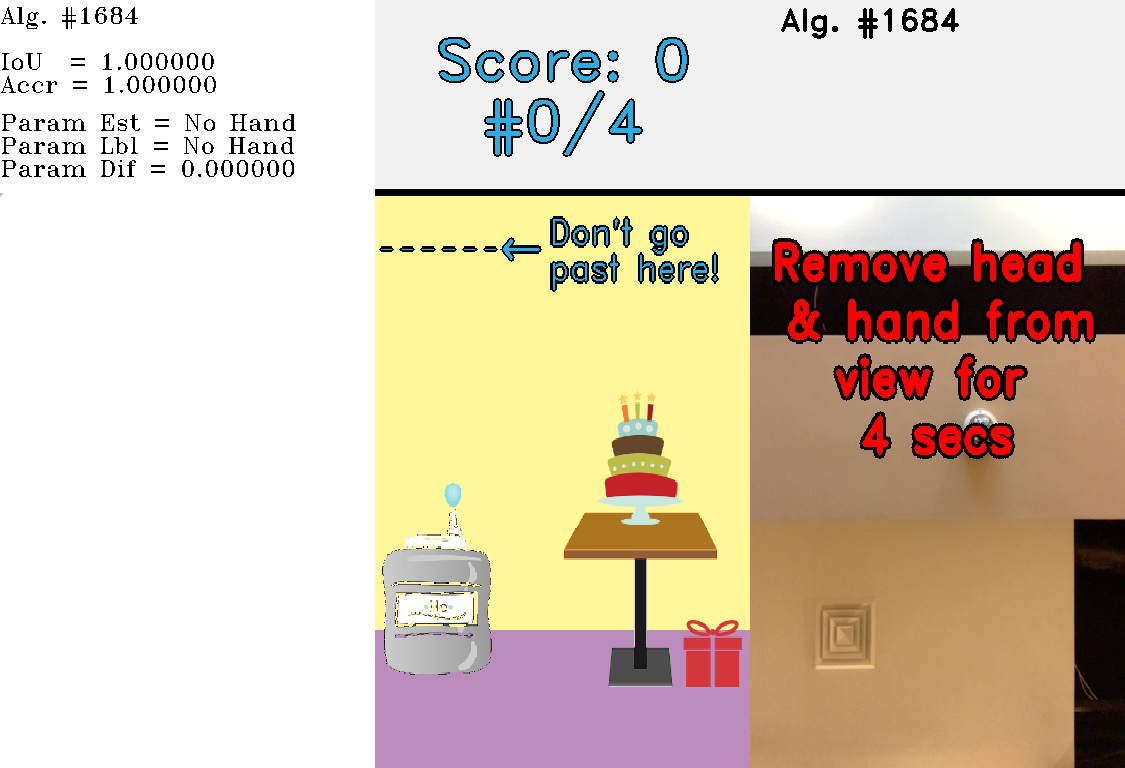 Alg. #1684
IoU = 1.000000
Accr = 1.000000
Param Est = No Hand
Param Lbl = No Hand
Param Dif = 0.000000
Score: 0
#0/4
Don't go
past here!
Alg. #1684
Remove head
& hand from
view for
4 secs